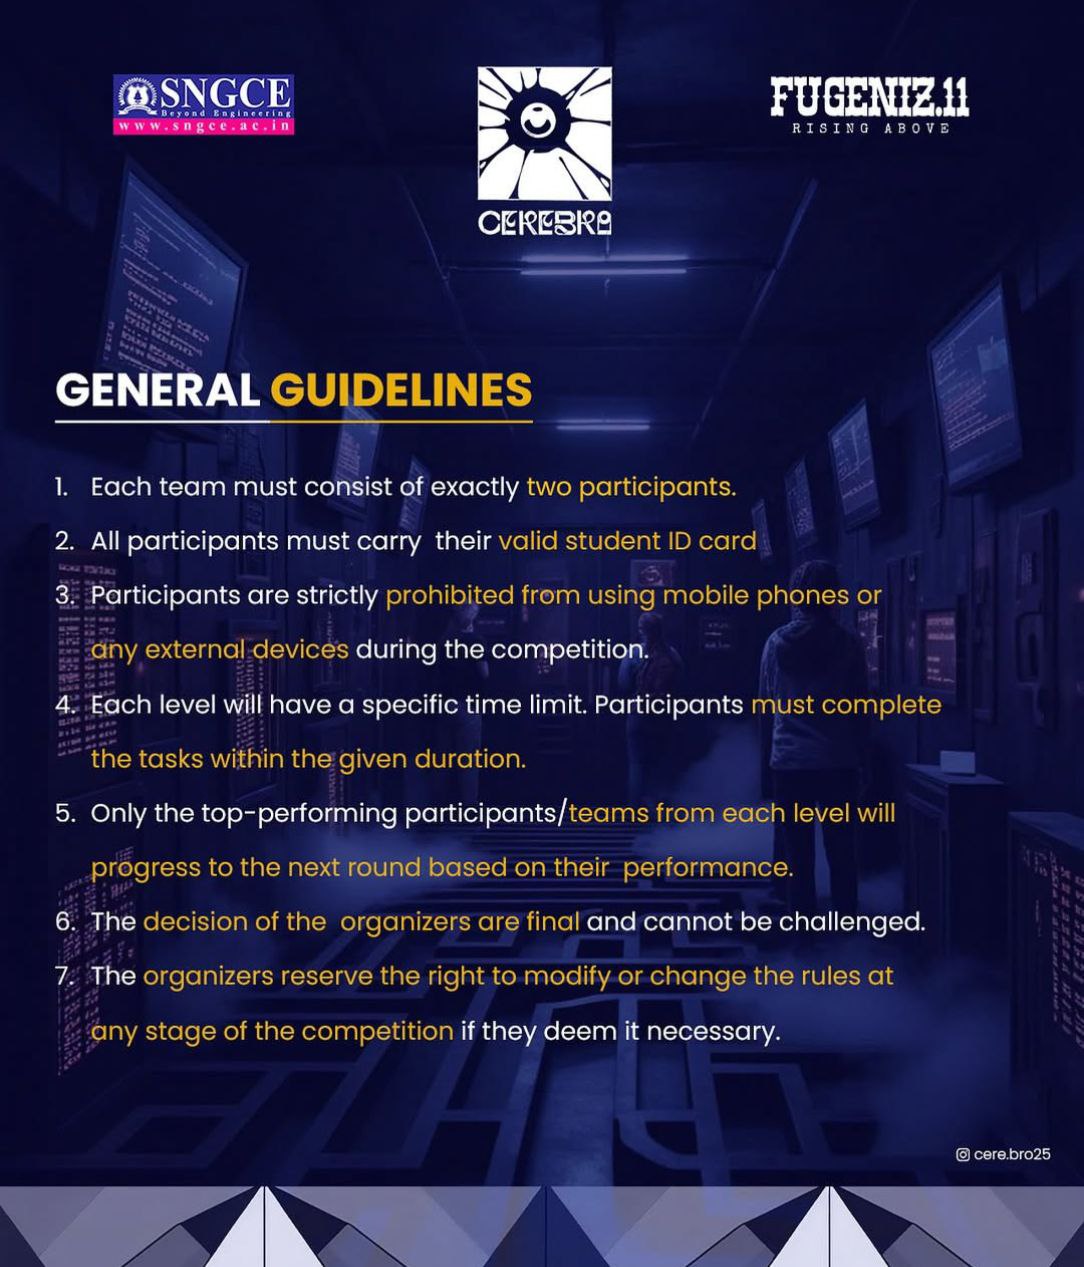 SNGCE
Beyond Engineering
www.sngce.ac.in
CEREBRO
FUGENIZ.11
RISING ABOVE
GENERAL GUIDELINES
1. Each team must consist of exactly two participants.
2. All participants must carry their valid student ID card
3. Participants are strictly prohibited from using mobile phones or
any external devices during the competition.
4. Each level will have a specific time limit. Participants must complete
the tasks within the given duration.
5. Only the top-performing participants/teams from each level will
progress to the next round based on their performance.
6. The decision of the organizers are final and cannot be challenged.
7. The organizers reserve the right to modify or change the rules at
any stage of the competition if they deem it necessary.
cere.bro25